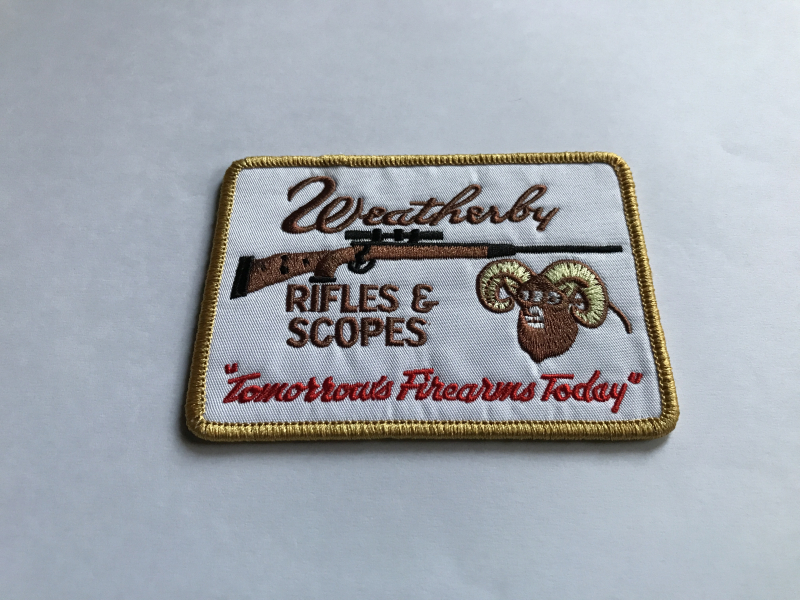 Weatherby
RIFLES &
SCOPES
"Tomorrow's Firearms Today"